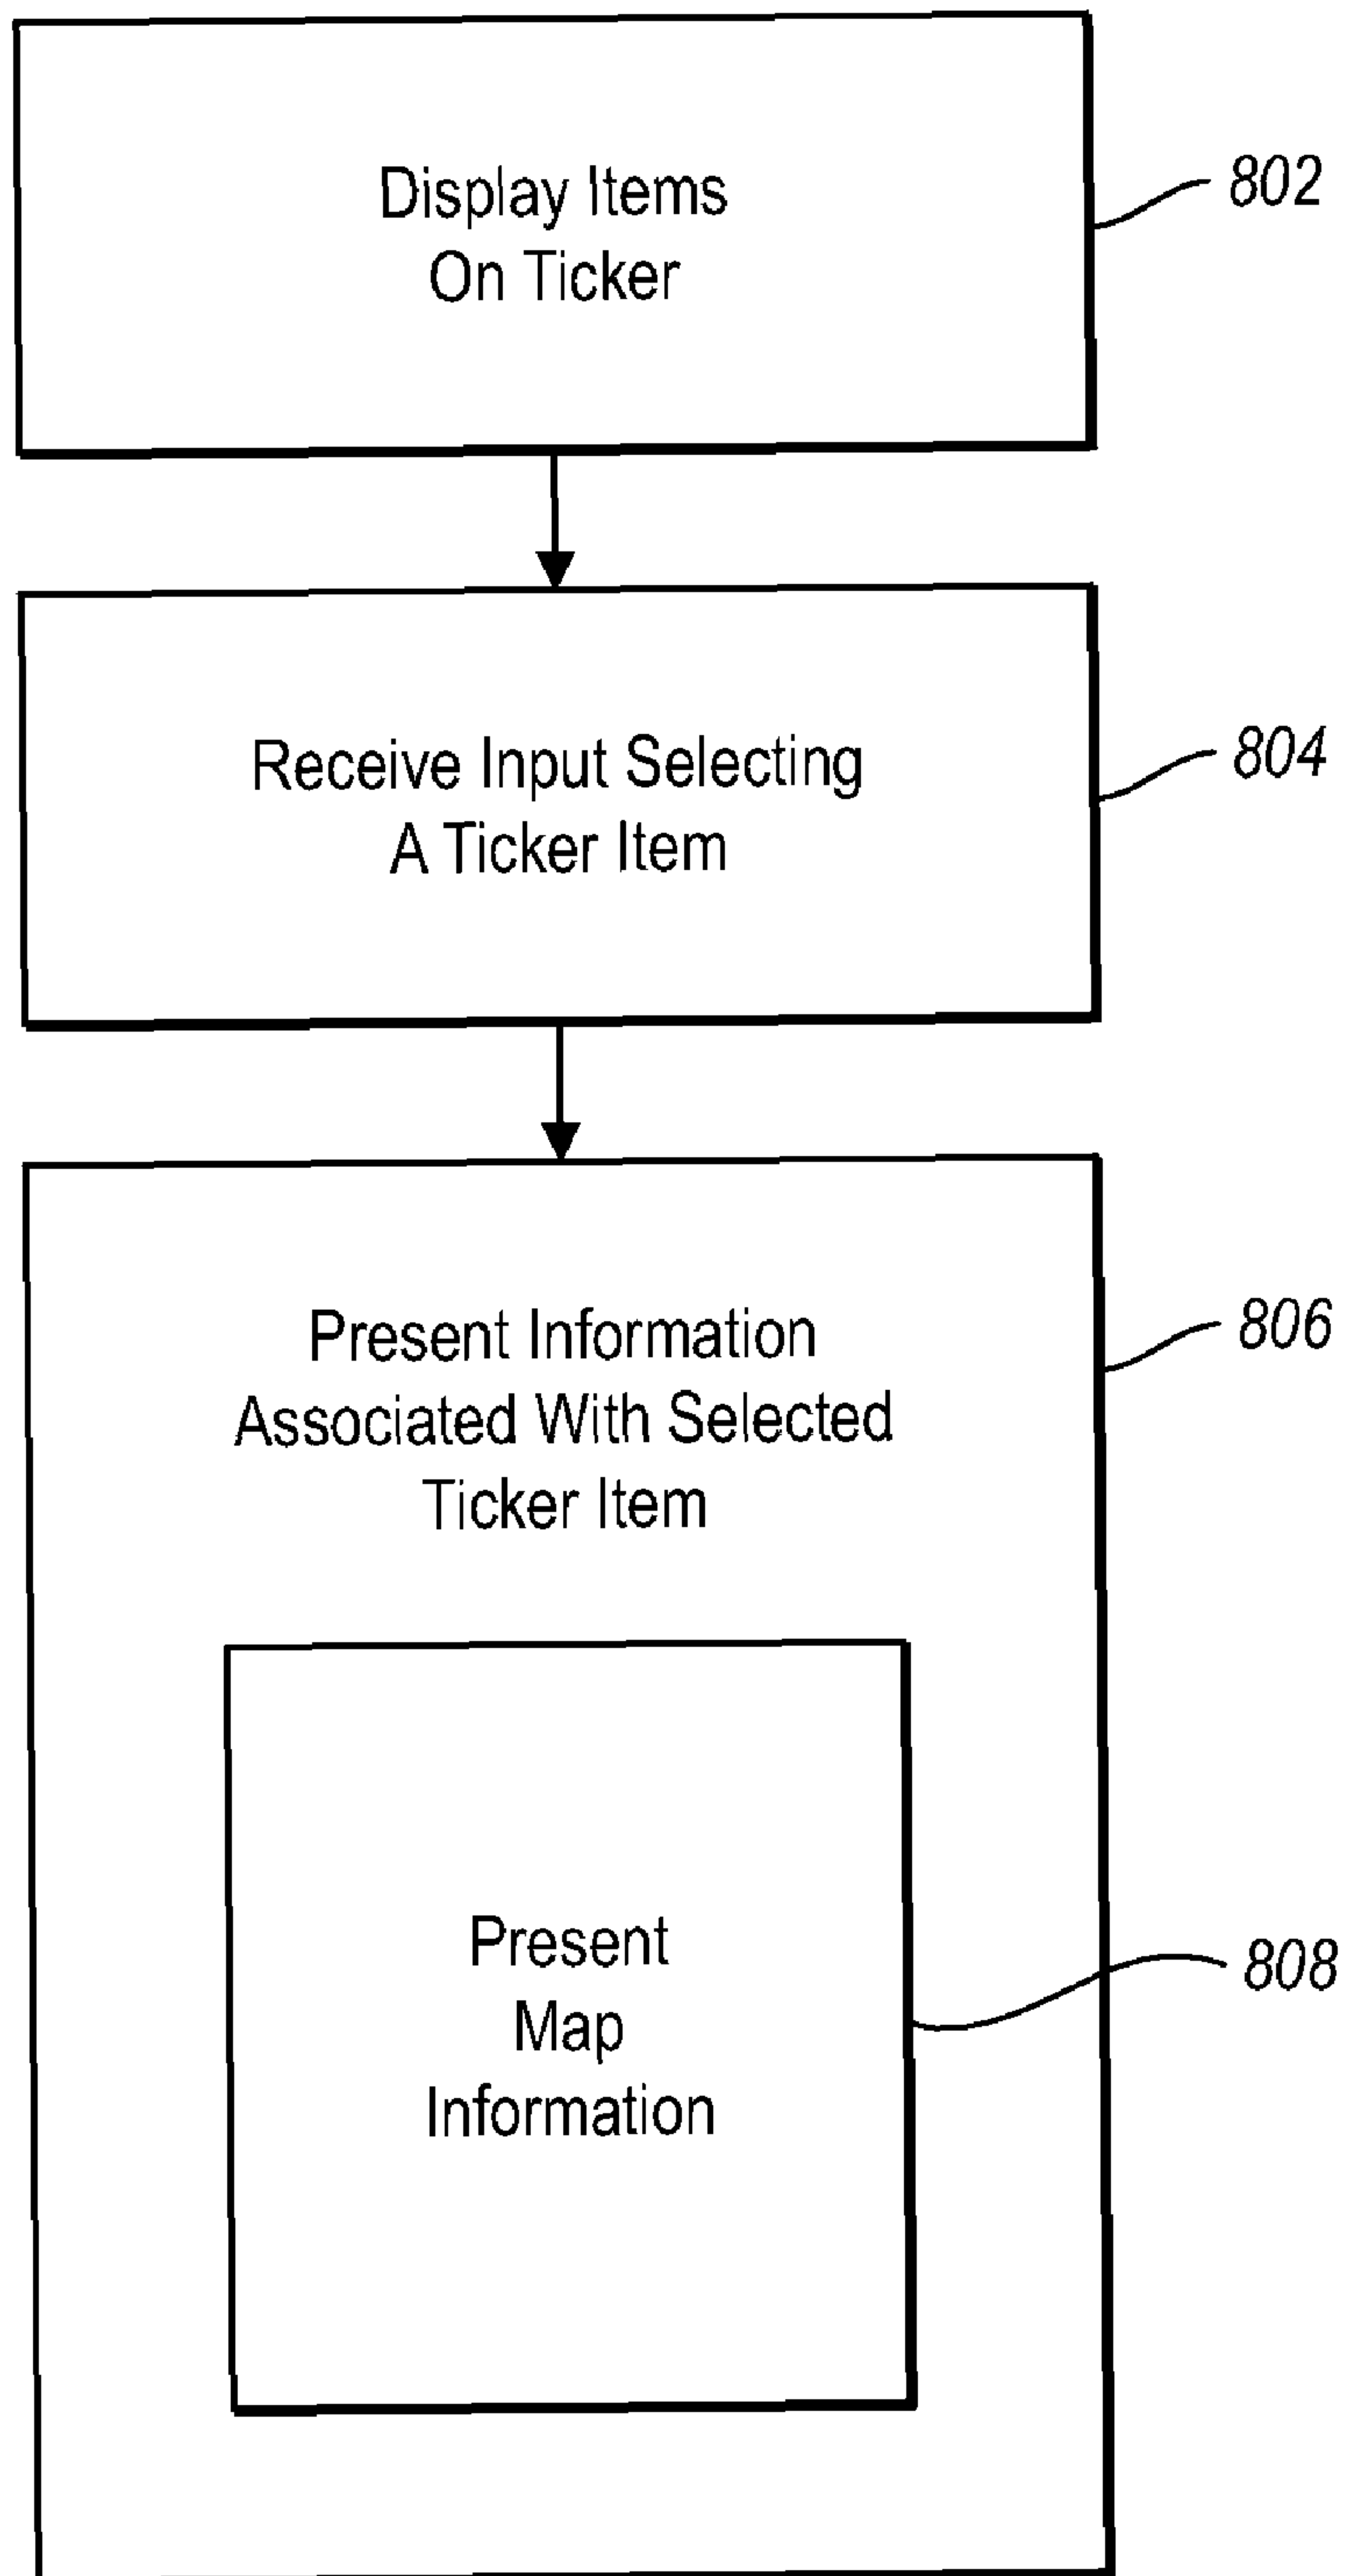 Display Items
On Ticker
802
Receive Input Selecting
A Ticker Item
804
Present Information
Associated With Selected
Ticker Item
806
Present
Map
Information
808